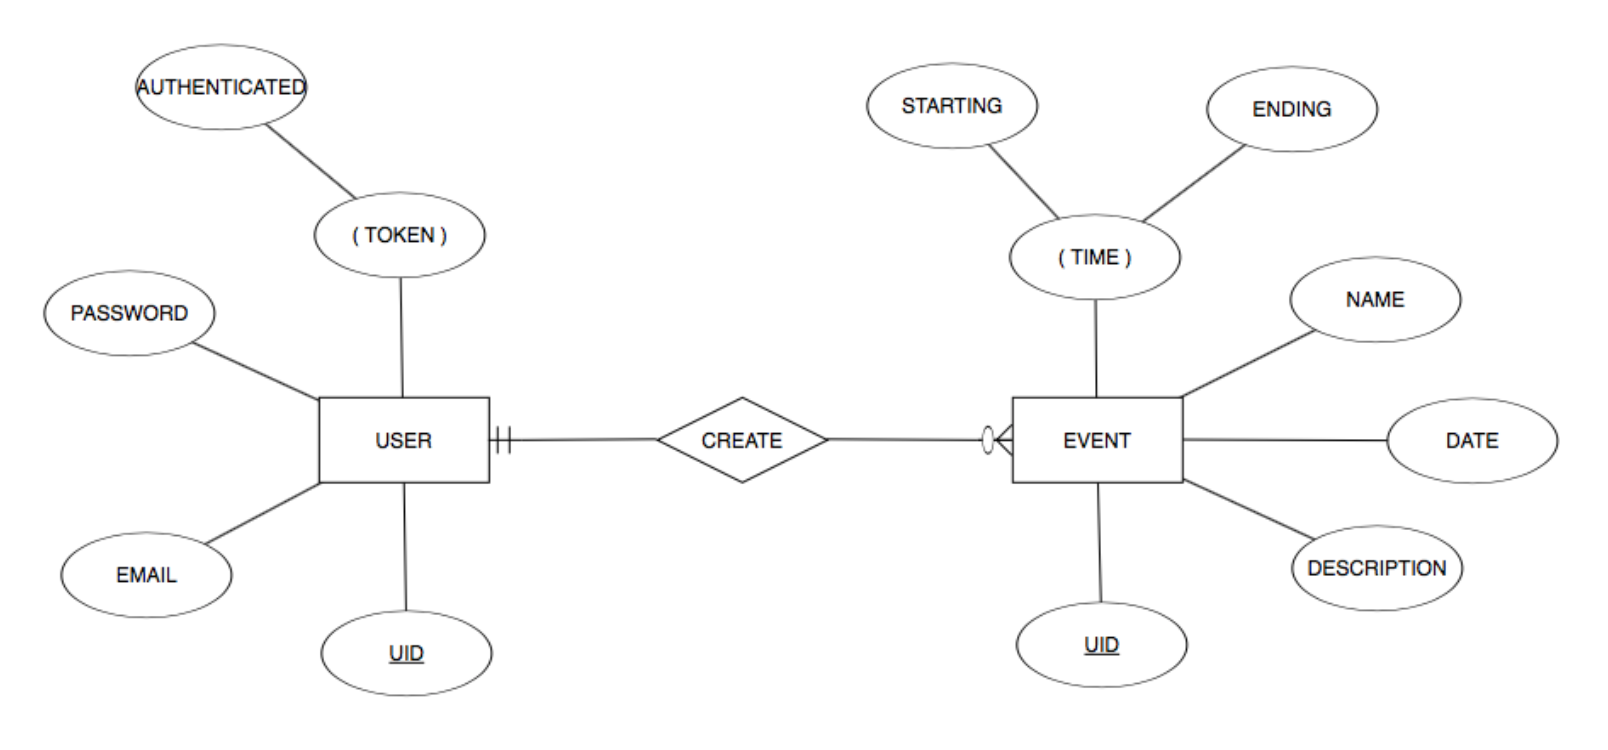 AUTHENTICATED
STARTING
ENDING
( TOKEN )
( TIME )
PASSWORD
NAME
USER
CREATE
EVENT
DATE
EMAIL
DESCRIPTION
UID
UID